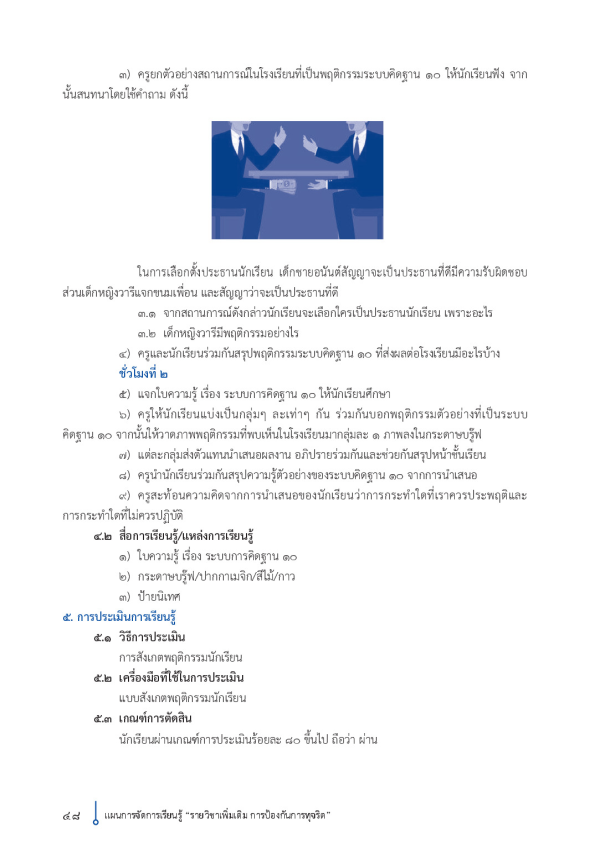 ๓) ครูยกตัวอย่างสถานการณ์ในโรงเรียนที่เป็นพฤติกรรมระบบคิดฐาน ๑๐ ให้นักเรียนฟัง จาก
นั้นสนทนาโดยใช้คำถาม ดังนี้
ในการเลือกตั้งประธานนักเรียน เด็กชายอนันต์สัญญาจะเป็นประธานที่ดีมีความรับผิดชอบ
ส่วนเด็กหญิงวารีแจกขนมเพื่อน และสัญญาว่าจะเป็นประธานที่ดี
๓.๑ จากสถานการณ์ดังกล่าวนักเรียนจะเลือกใครเป็นประธานนักเรียน เพราะอะไร
๓.๒ เด็กหญิงวารีมีพฤติกรรมอย่างไร
๔) ครูและนักเรียนร่วมกันสรุปพฤติกรรมระบบคิดฐาน ๑๐ ที่ส่งผลต่อโรงเรียนมีอะไรบ้าง
ชั่วโมงที่ ๒
๕) แจกใบความรู้ เรื่อง ระบบการคิดฐาน ๑๐ ให้นักเรียนศึกษา
๖) ครูให้นักเรียนแบ่งเป็นกลุ่มๆ ละเท่าๆ กัน ร่วมกันบอกพฤติกรรมตัวอย่างที่เป็นระบบ
คิดฐาน ๑๐ จากนั้นให้วาดภาพพฤติกรรมที่พบเห็นในโรงเรียนมากลุ่มละ ๑ ภาพลงในกระดาษบรู๊ฟ
๗) แต่ละกลุ่มส่งตัวแทนนำเสนอผลงาน อภิปรายร่วมกันและช่วยกันสรุปหน้าชั้นเรียน
๘) ครูนำนักเรียนร่วมกันสรุปความรู้ตัวอย่างของระบบคิดฐาน ๑๐ จากการนำเสนอ
๙) ครูสะท้อนความคิดจากการนำเสนอของนักเรียนว่าการกระทำใดที่เราควรประพฤติและ
การกระทำใดที่ไม่ควรปฏิบัติ
๔.๒ สื่อการเรียนรู้/แหล่งการเรียนรู้
๑) ใบความรู้ เรื่อง ระบบการคิดฐาน ๑๐
๒) กระดาษบรู๊ฟ/ปากกาเมจิก/สีไม้/กาว
๓) ป้ายนิเทศ
๕. การประเมินการเรียนรู้
๕.๑ วิธีการประเมิน
การสังเกตพฤติกรรมนักเรียน
๕.๒ เครื่องมือที่ใช้ในการประเมิน
แบบสังเกตพฤติกรรมนักเรียน
๕.๓ เกณฑ์การตัดสิน
นักเรียนผ่านเกณฑ์การประเมินร้อยละ ๘๐ ขึ้นไป ถือว่า ผ่าน
๔๘ แผนการจัดการเรียนรู้ “รายวิชาเพิ่มเติม การป้องกันการทุจริต”